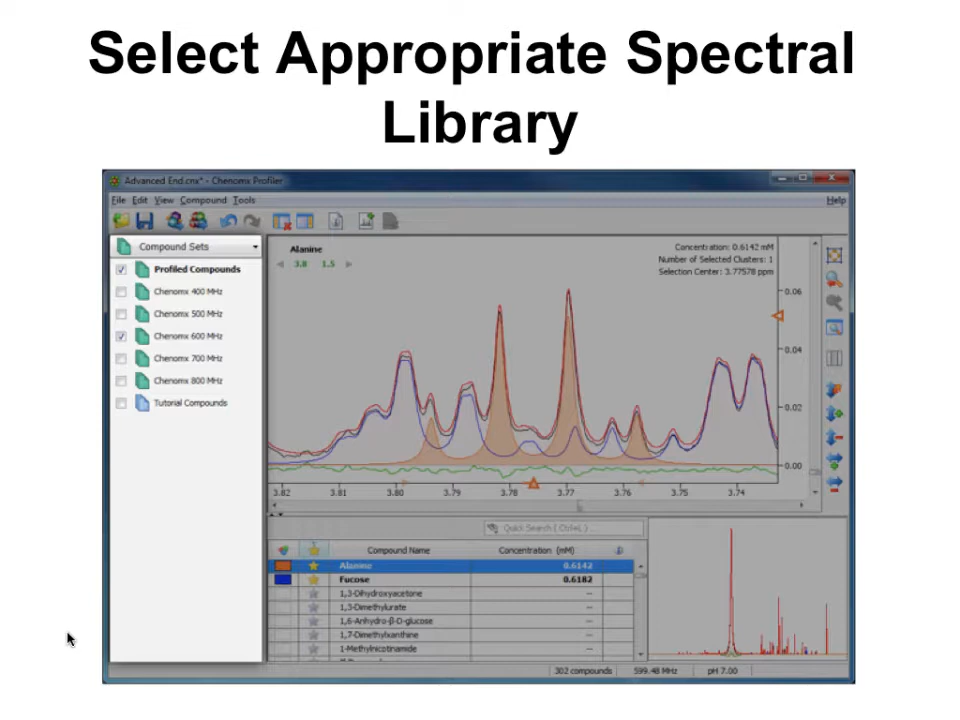 Select Appropriate Spectral
Library
Advanced End.cnx* - Chenomx Profiler
File Edit View Compound Tools Help
Compound Sets
Profiled Compounds
Chenomx 400 MHz
Chenomx 500 MHz
Chenomx 600 MHz
Chenomx 700 MHz
Chenomx 800 MHz
Tutorial Compounds
Alanine
3.8 1.5
Concentration: 0.6142 mM
Number of Selected Clusters: 1
Selection Center: 3.77578 ppm
0.06
0.04
0.02
0.00
3.82 3.81 3.80 3.79 3.78 3.77 3.76 3.75 3.74
Quick Search ( Ctrl+L ) ...
Compound Name Concentration (mM)
Alanine 0.6142
Fucose 0.6182
1,3-Dihydroxyacetone --
1,3-Dimethylurate --
1,6-Anhydro-β-D-glucose --
1,7-Dimethylxanthine --
1-Methylnicotinamide --
302 compounds 599.48 MHz pH 7.00